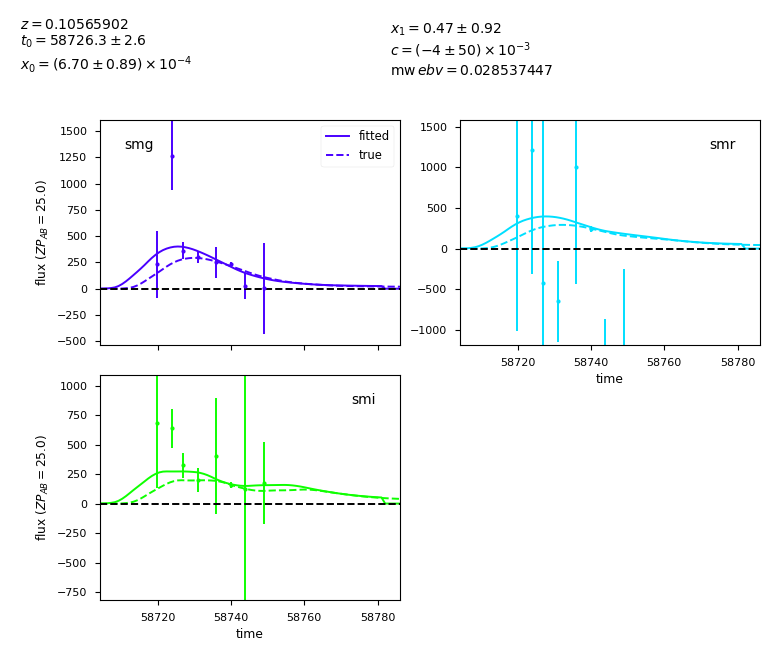 z = 0.10565902
t₀ = 58726.3 ± 2.6
x₀ = (6.70 ± 0.89) × 10⁻⁴
x₁ = 0.47 ± 0.92
c = (−4 ± 50) × 10⁻³
mw ebv = 0.028537447
smg
fitted
true
1500
1250
1000
750
500
250
0
−250
−500
flux (ZP_AB = 25.0)
smr
1500
1000
500
0
−500
−1000
58720 58740 58760 58780
time
smi
1000
750
500
250
0
−250
−500
−750
flux (ZP_AB = 25.0)
58720 58740 58760 58780
time